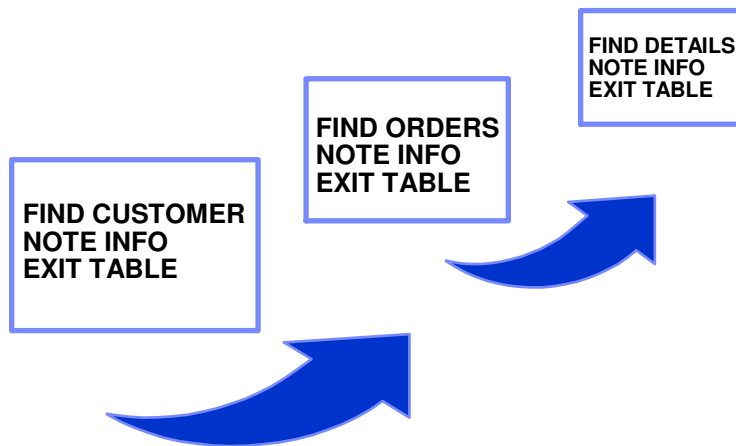 FIND CUSTOMER
NOTE INFO
EXIT TABLE
FIND ORDERS
NOTE INFO
EXIT TABLE
FIND DETAILS
NOTE INFO
EXIT TABLE